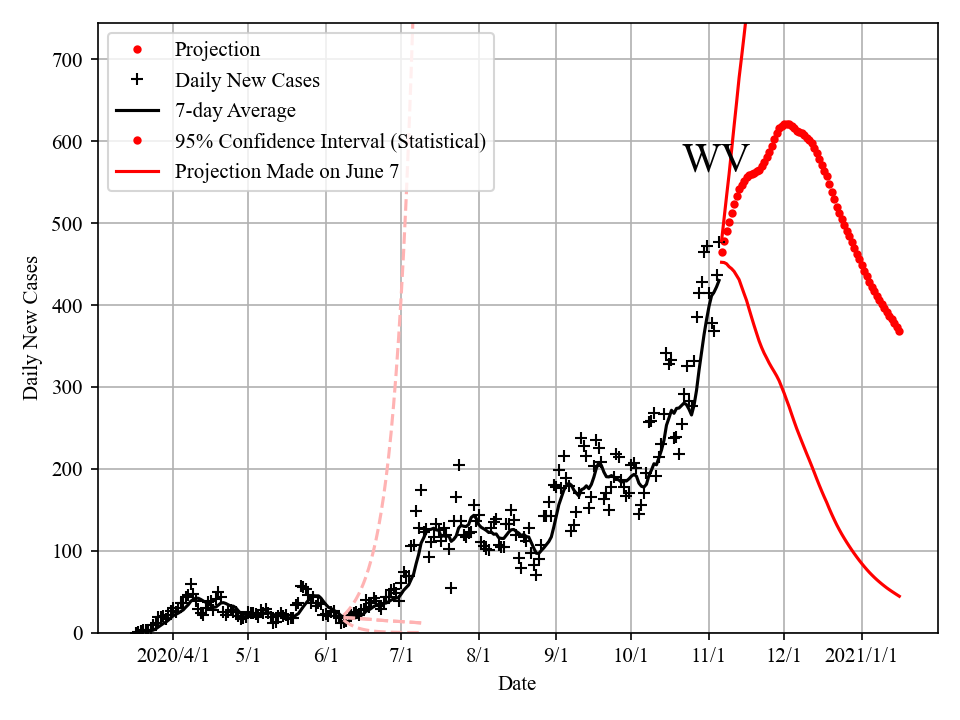 Projection
Daily New Cases
7-day Average
95% Confidence Interval (Statistical)
Projection Made on June 7
WV
700
600
500
400
300
200
100
0
Daily New Cases
2020/4/1 5/1 6/1 7/1 8/1 9/1 10/1 11/1 12/1 2021/1/1
Date